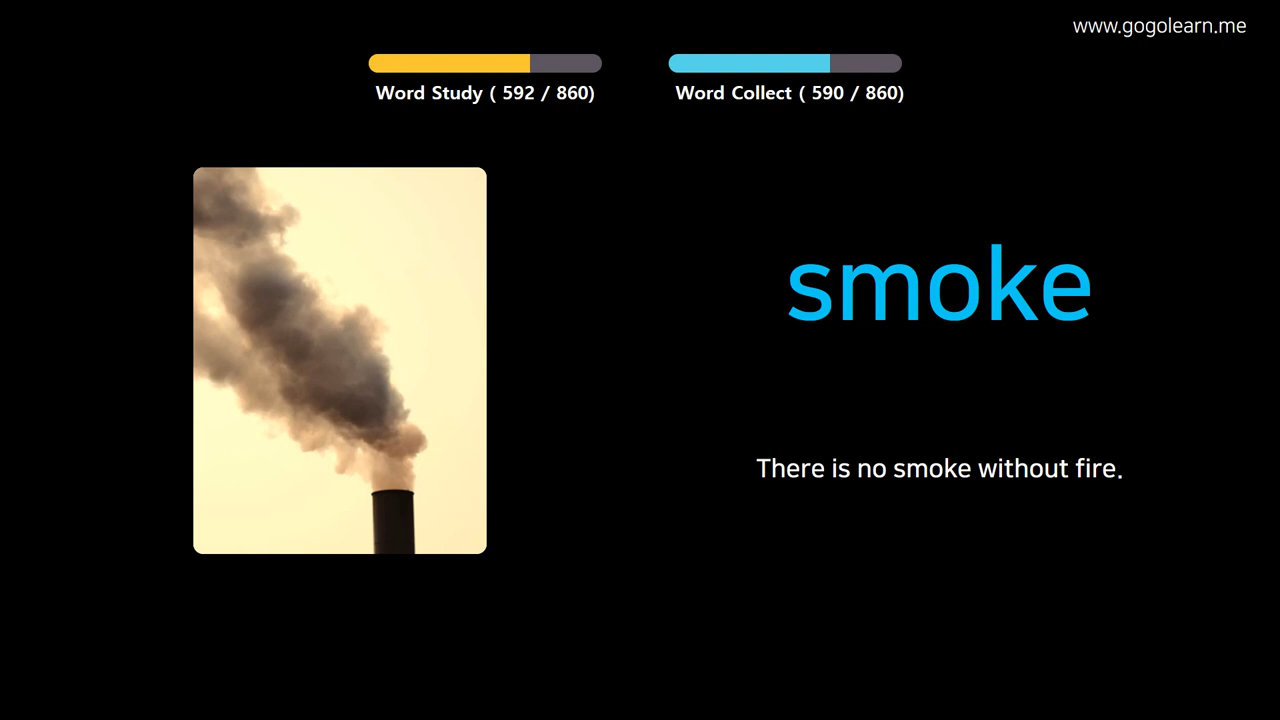 www.gogolearn.me
Word Study ( 592 / 860)
Word Collect ( 590 / 860)
smoke
There is no smoke without fire.